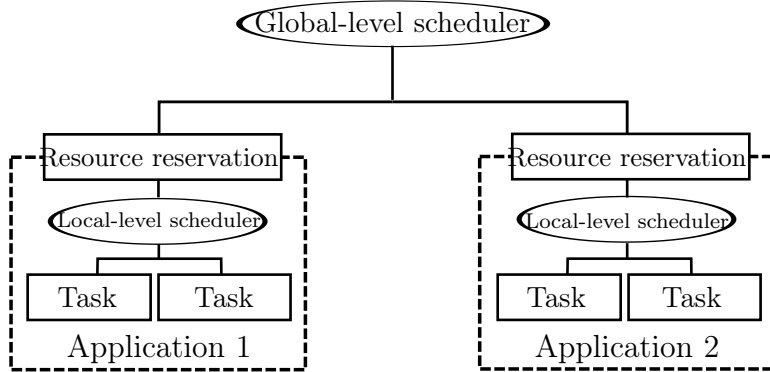 Global-level scheduler
Resource reservation
Resource reservation
Local-level scheduler
Local-level scheduler
Task
Task
Task
Task
Application 1
Application 2